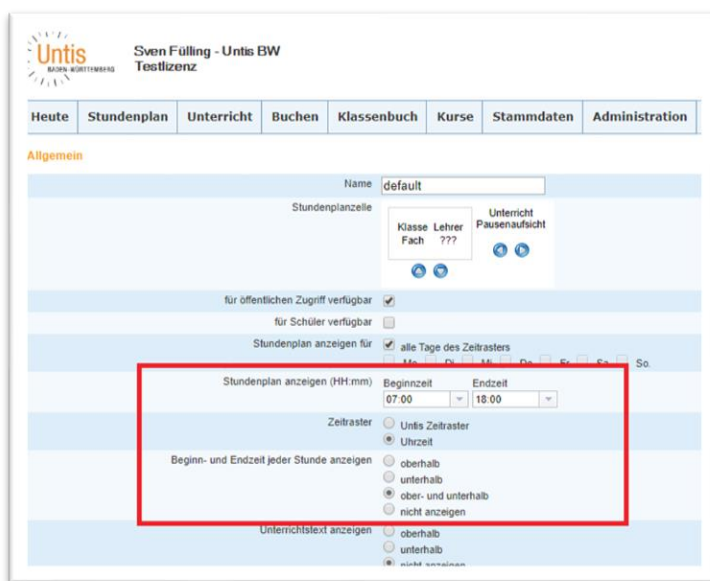 Untis
BADEN-WÜRTTEMBERG
Sven Fülling - Untis BW
Testlizenz
Heute Stundenplan Unterricht Buchen Klassenbuch Kurse Stammdaten Administration
Allgemein
Name default
Stundenplanzelle
Klasse Lehrer
Fach ???
Unterricht
Pausenaufsicht
für öffentlichen Zugriff verfügbar
für Schüler verfügbar
Stundenplan anzeigen für alle Tage des Zeitrasters
Mo. Di. Mi. Do. Fr. Sa. So.
Stundenplan anzeigen (HH:mm) Beginnzeit Endzeit
07:00 18:00
Zeitraster Untis Zeitraster
Uhrzeit
Beginn- und Endzeit jeder Stunde anzeigen oberhalb
unterhalb
ober- und unterhalb
nicht anzeigen
Unterrichtstext anzeigen oberhalb
unterhalb
nicht anzeigen